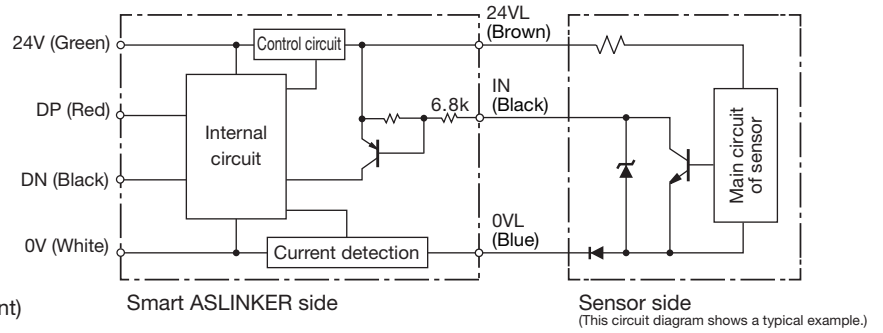 24V (Green)
DP (Red)
DN (Black)
0V (White)
Control circuit
Internal
circuit
6.8k
Current detection
24VL
(Brown)
IN
(Black)
0VL
(Blue)
Main circuit
of sensor
nt)
Smart ASLINKER side
Sensor side
(This circuit diagram shows a typical example.)